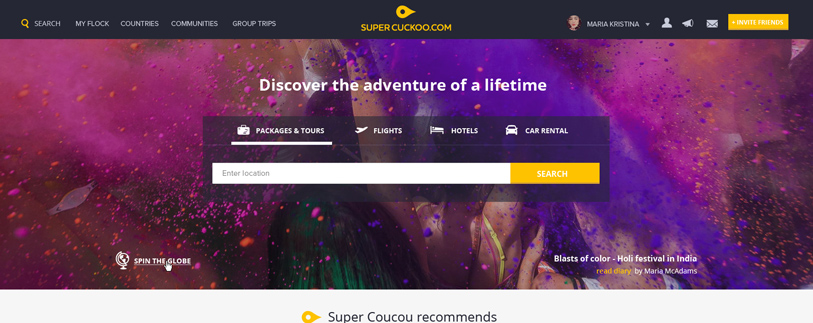 SEARCH MY FLOCK COUNTRIES COMMUNITIES GROUP TRIPS
SUPER CUCKOO.COM
MARIA KRISTINA
+ INVITE FRIENDS
Discover the adventure of a lifetime
PACKAGES & TOURS FLIGHTS HOTELS CAR RENTAL
Enter location SEARCH
SPIN THE GLOBE
Blasts of color - Holi festival in India
read diary, by Maria McAdams
Super Coucou recommends